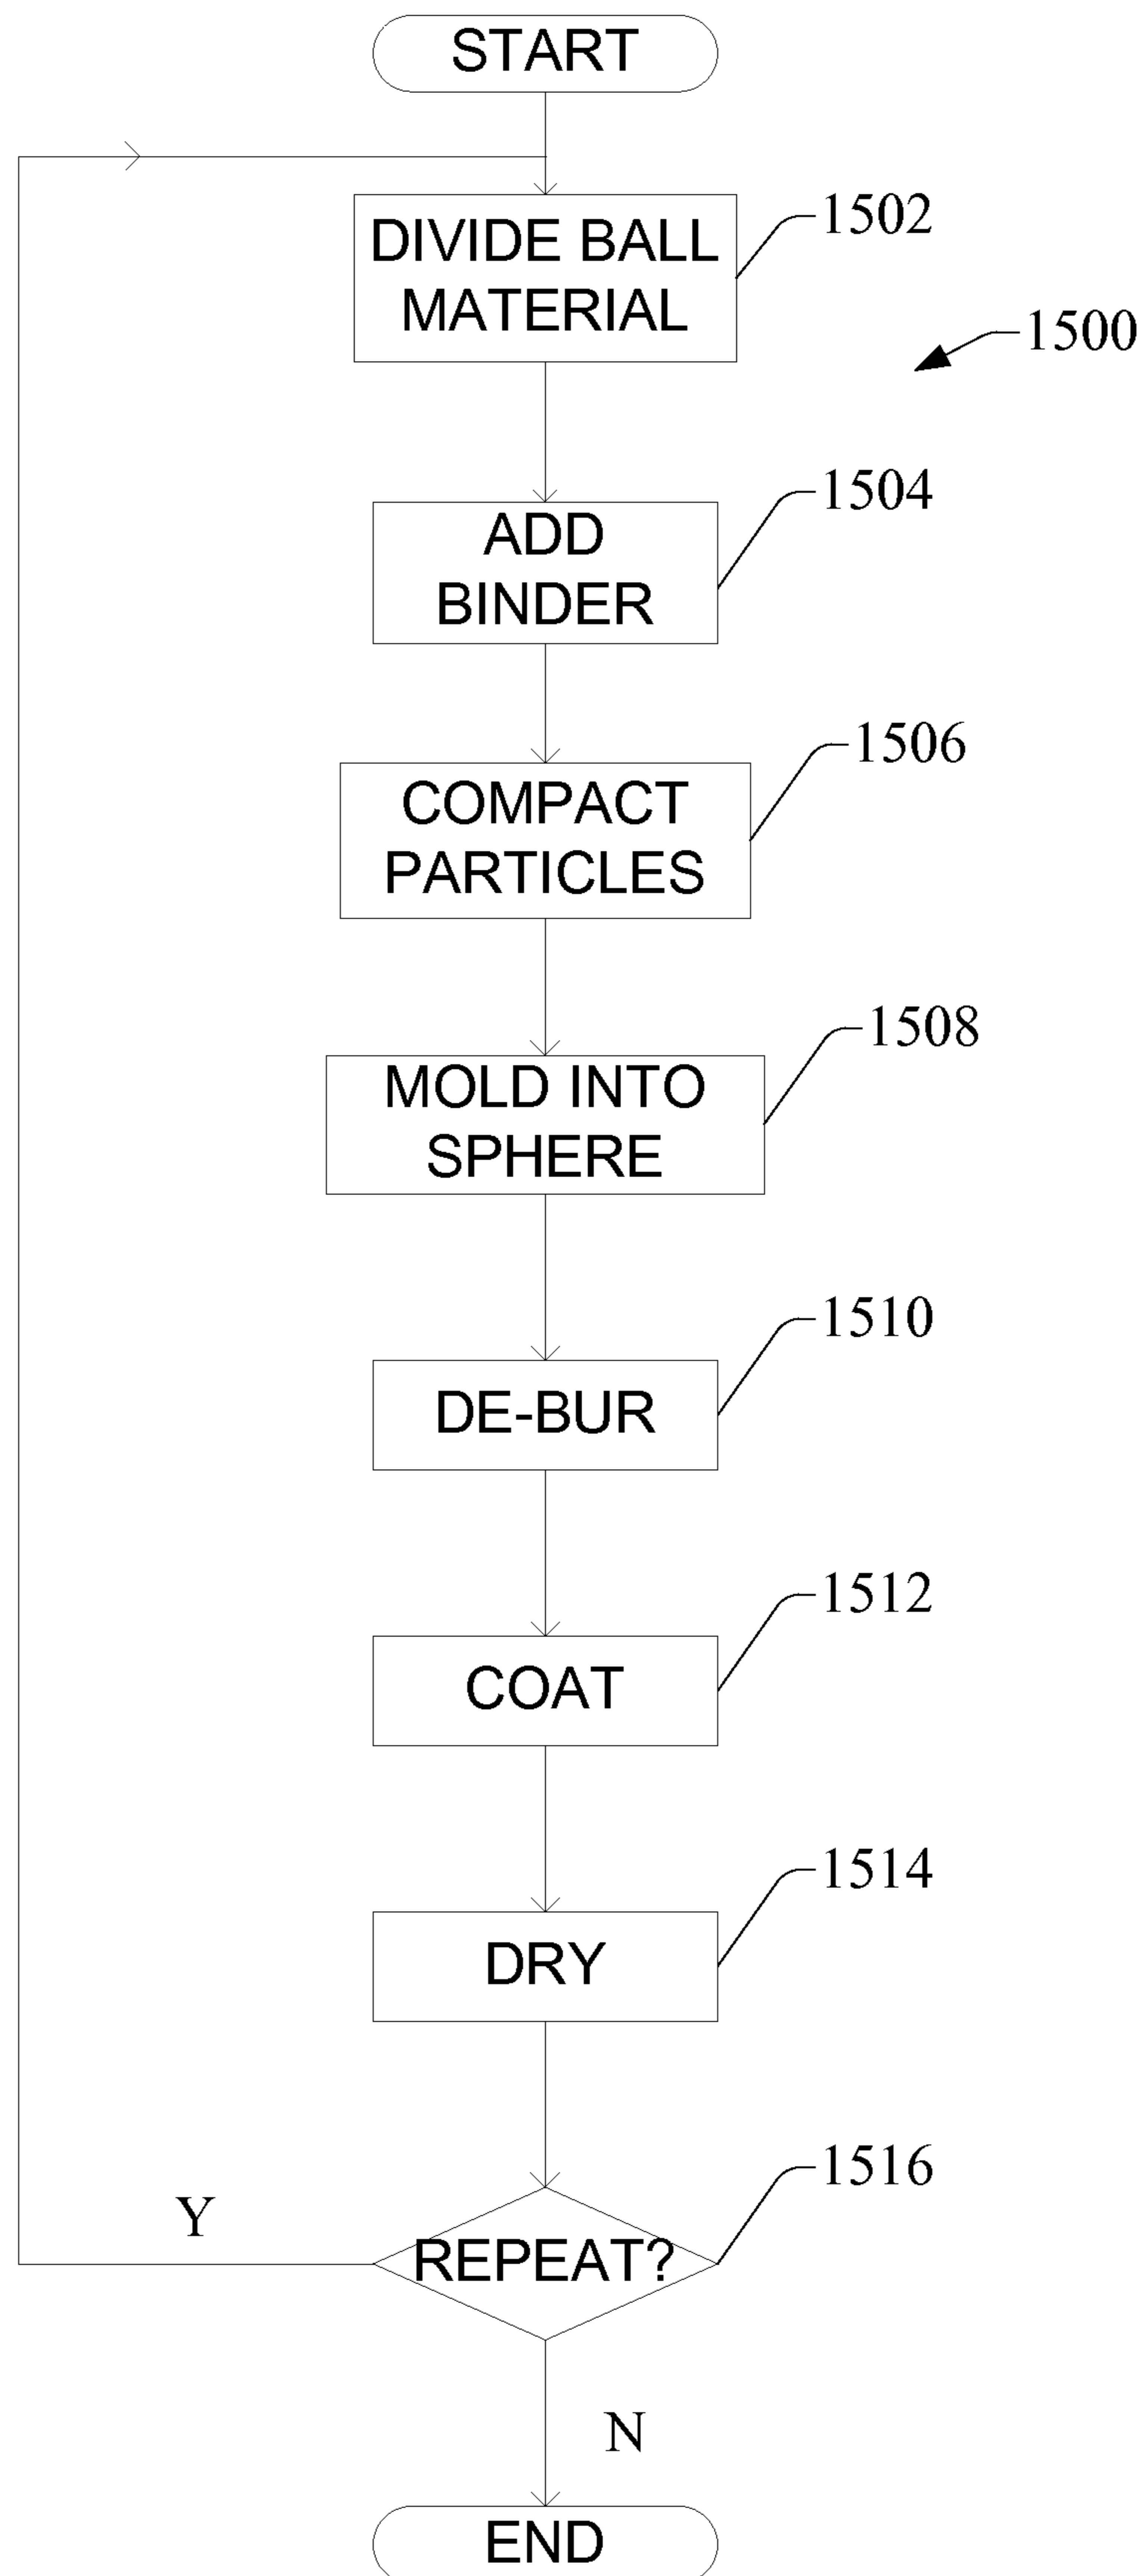 START
DIVIDE BALL
MATERIAL
1502
1500
ADD
BINDER
1504
COMPACT
PARTICLES
1506
MOLD INTO
SPHERE
1508
DE-BUR
1510
COAT
1512
DRY
1514
REPEAT?
1516
Y
N
END